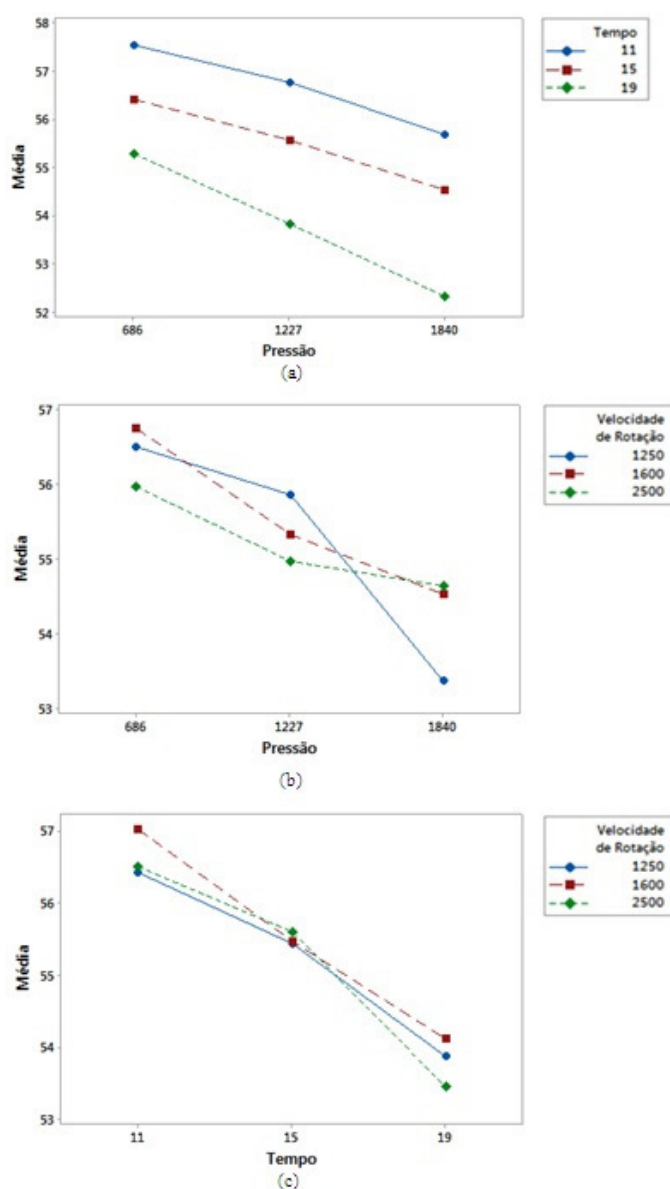 58
57
56
55
54
53
52
Média
686
1227
1840
Pressão
Tempo
11
15
19
(a)
57
56
55
54
53
Média
686
1227
1840
Pressão
Velocidade
de Rotação
1250
1600
2500
(b)
57
56
55
54
53
Média
11
15
19
Tempo
Velocidade
de Rotação
1250
1600
2500
(c)